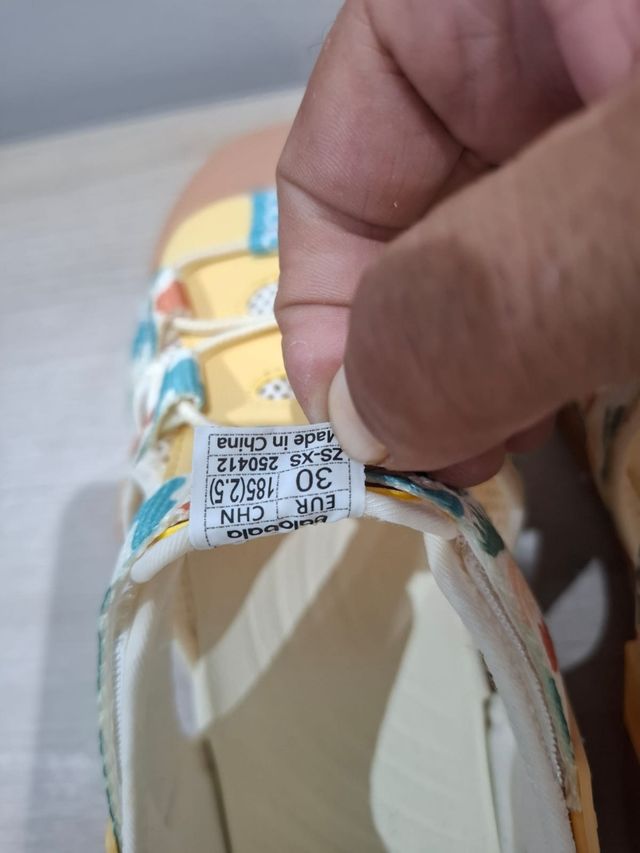 balabala
EUR CHN
30 185(2.5)
ZS-XS 250412
Made in China